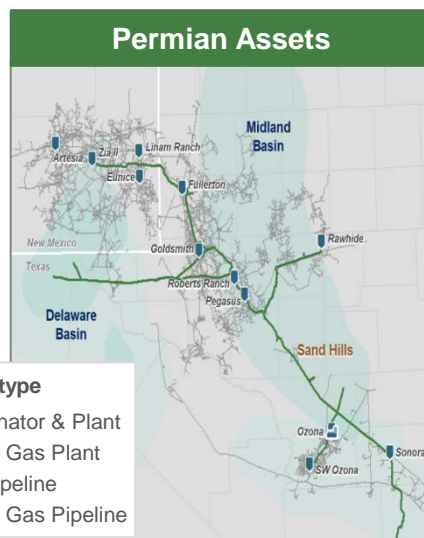 Permian Assets
Midland
Basin
Linam Ranch
Zia II
Artesia
Eunice
Fullerton
Rawhide
New Mexico
Goldsmith
Texas
Roberts Ranch
Pegasus
Delaware
Basin
Sand Hills
type
nator & Plant
Gas Plant
peline
Gas Pipeline
Ozona
Sonora
SW Ozona